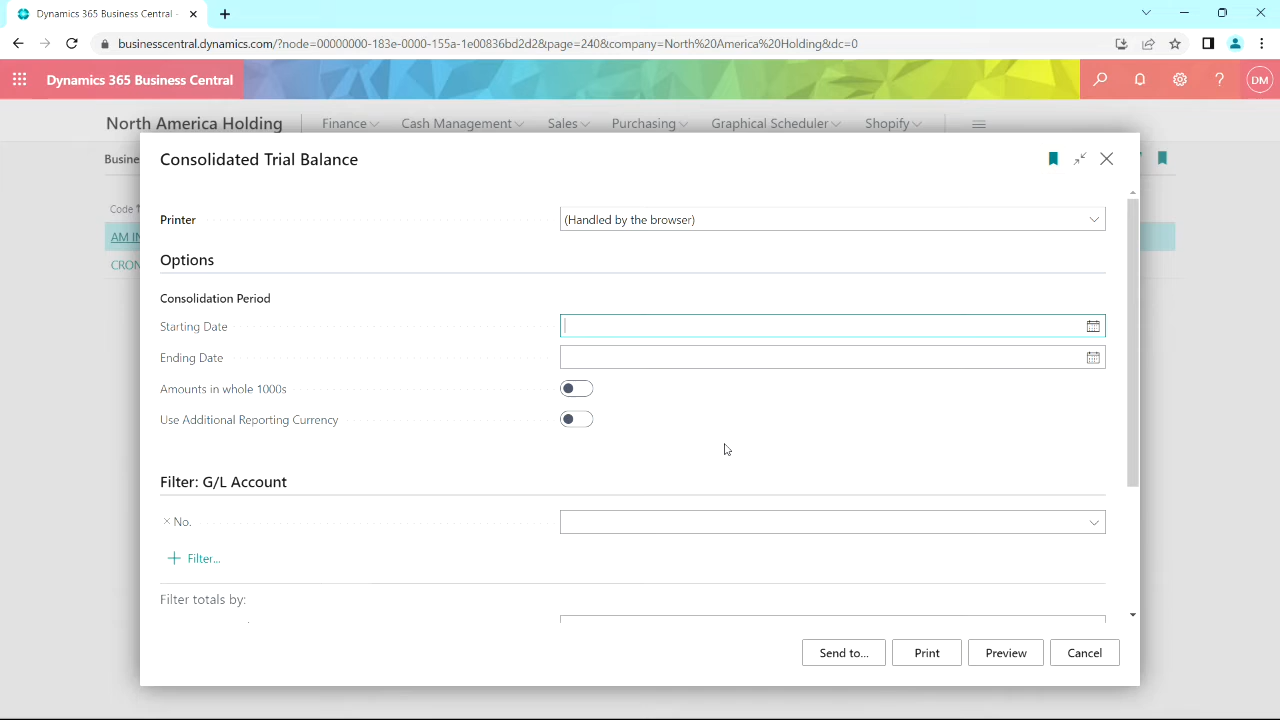 Dynamics 365 Business Central -
businesscentral.dynamics.com/?node=00000000-183e-0000-155a-1e00836bd2d2&page=240&company=North%20America%20Holding&dc=0
Dynamics 365 Business Central
DM
North America Holding Finance Cash Management Sales Purchasing Graphical Scheduler Shopify
Busine
Code
AM IN
CRON
Consolidated Trial Balance
Printer (Handled by the browser)
Options
Consolidation Period
Starting Date
Ending Date
Amounts in whole 1000s
Use Additional Reporting Currency
Filter: G/L Account
× No.
+ Filter...
Filter totals by:
Send to... Print Preview Cancel